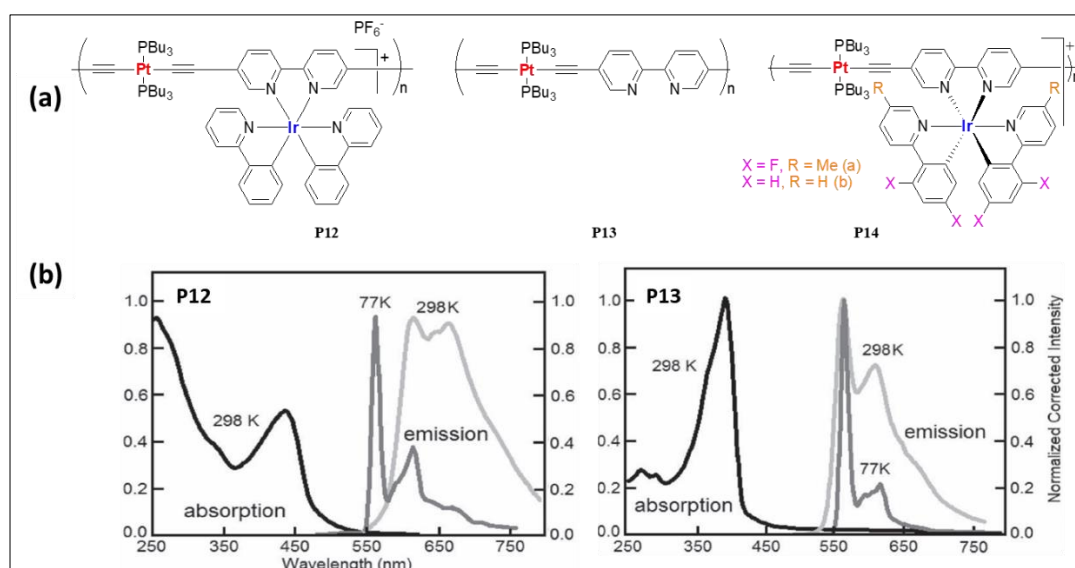 (a)
PBu3
Pt
PBu3
N
N
Ir
N
N
PF6-
+
n
P12
PBu3
Pt
PBu3
N
N
n
P13
PBu3
Pt
PBu3
N
N
Ir
N
N
Me
R
X
X
X
X
+
n
X = F, R = Me (a)
X = H, R = H (b)
P14
(b)
P12
77K
298K
298 K
emission
absorption
1.0
0.8
0.6
0.4
0.2
0.0
1.0
0.8
0.6
0.4
0.2
0.0
250 350 450 550 650 750
Wavelength (nm)
P13
298 K
298K
77K
emission
absorption
1.0
0.8
0.6
0.4
0.2
0.0
1.0
0.8
0.6
0.4
0.2
0.0
250 350 450 550 650 750
Wavelength (nm)
Normalized Corrected Intensity